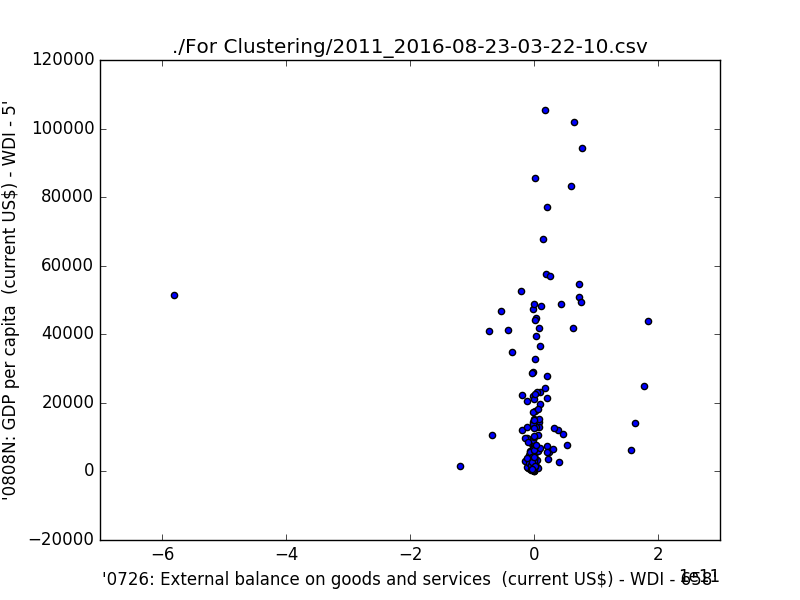 ./For Clustering/2011_2016-08-23-03-22-10.csv
120000
100000
80000
60000
40000
20000
0
−20000
'0808N: GDP per capita  (current US$) - WDI - 5'
−6 −4 −2 0 2
1e11
'0726: External balance on goods and services  (current US$) - WDI - 658'